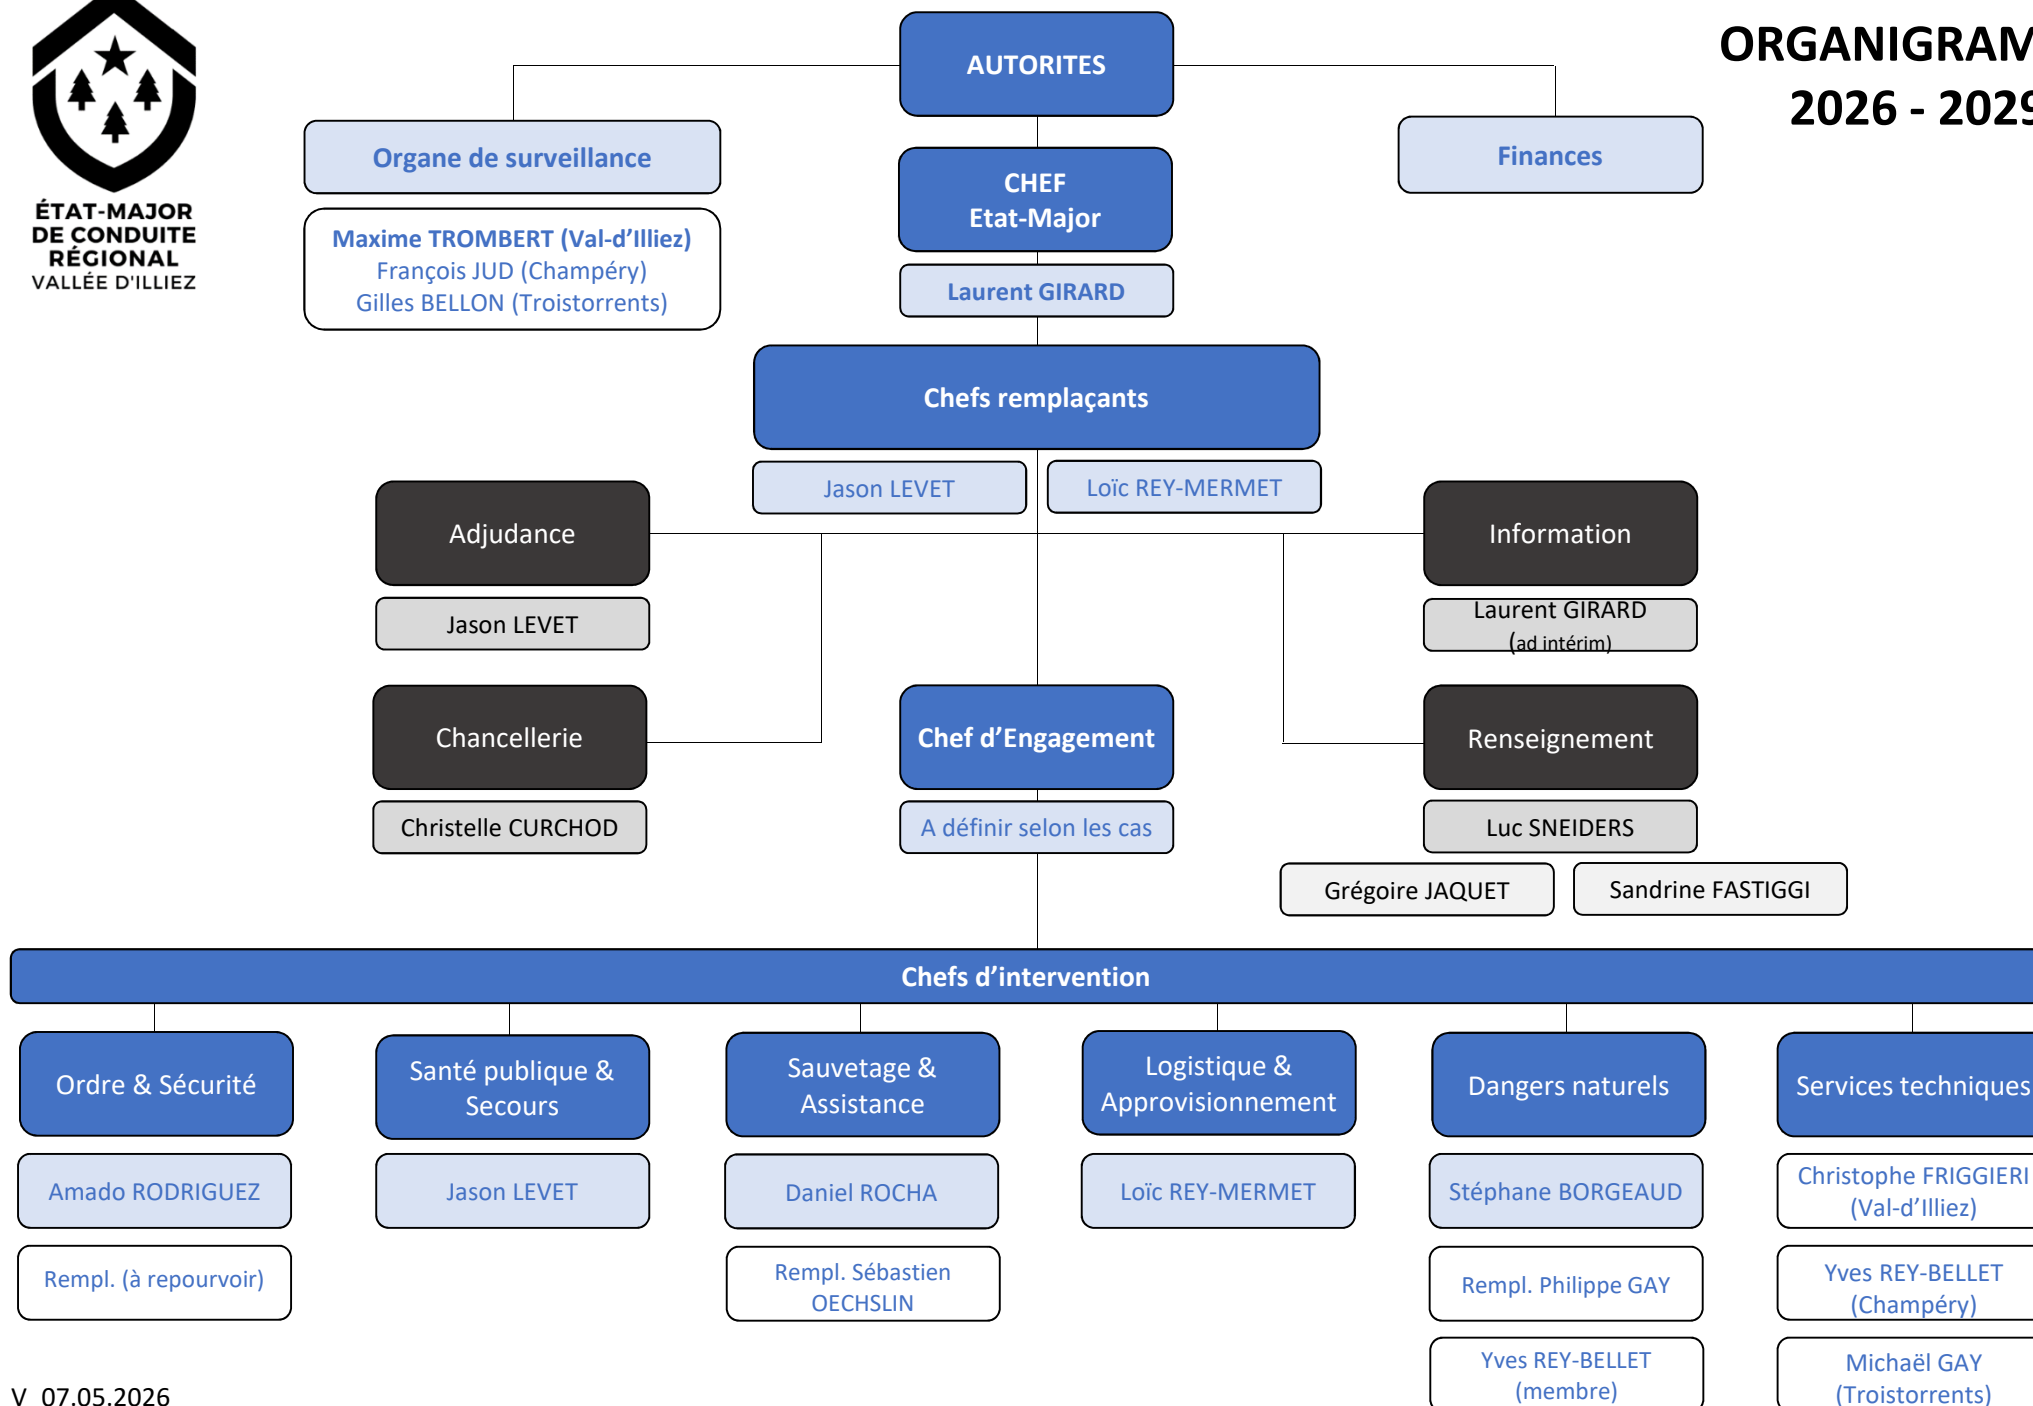 ÉTAT-MAJOR
DE CONDUITE
RÉGIONAL
VALLÉE D'ILLIEZ
ORGANIGRAM
2026 - 2029
AUTORITES
Organe de surveillance
Finances
Maxime TROMBERT (Val-d’Illiez)
François JUD (Champéry)
Gilles BELLON (Troistorrents)
CHEF
Etat-Major
Laurent GIRARD
Chefs remplaçants
Jason LEVET
Loïc REY-MERMET
Adjudance
Jason LEVET
Information
Laurent GIRARD
(ad intérim)
Chancellerie
Christelle CURCHOD
Chef d’Engagement
A définir selon les cas
Renseignement
Luc SNEIDERS
Grégoire JAQUET
Sandrine FASTIGGI
Chefs d’intervention
Ordre & Sécurité
Amado RODRIGUEZ
Rempl. (à repourvoir)
Santé publique &
Secours
Jason LEVET
Sauvetage &
Assistance
Daniel ROCHA
Rempl. Sébastien
OECHSLIN
Logistique &
Approvisionnement
Loïc REY-MERMET
Dangers naturels
Stéphane BORGEAUD
Rempl. Philippe GAY
Yves REY-BELLET
(membre)
Services techniques
Christophe FRIGGIERI
(Val-d’Illiez)
Yves REY-BELLET
(Champéry)
Michaël GAY
(Troistorrents)
V_07.05.2026